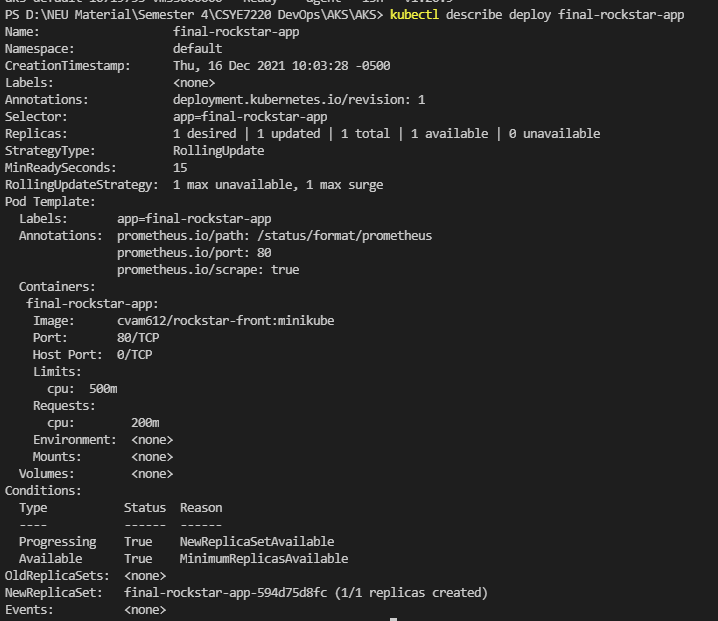 PS D:\NEU Material\Semester 4\CSYE7220 DevOps\AKS\AKS> kubectl describe deploy final-rockstar-app
Name:                   final-rockstar-app
Namespace:              default
CreationTimestamp:      Thu, 16 Dec 2021 10:03:28 -0500
Labels:                 <none>
Annotations:            deployment.kubernetes.io/revision: 1
Selector:               app=final-rockstar-app
Replicas:               1 desired | 1 updated | 1 total | 1 available | 0 unavailable
StrategyType:           RollingUpdate
MinReadySeconds:        15
RollingUpdateStrategy:  1 max unavailable, 1 max surge
Pod Template:
  Labels:       app=final-rockstar-app
  Annotations:  prometheus.io/path: /status/format/prometheus
                prometheus.io/port: 80
                prometheus.io/scrape: true
  Containers:
   final-rockstar-app:
    Image:      cvam612/rockstar-front:minikube
    Port:       80/TCP
    Host Port:  0/TCP
    Limits:
      cpu:  500m
    Requests:
      cpu:        200m
    Environment:  <none>
    Mounts:       <none>
  Volumes:        <none>
Conditions:
  Type           Status  Reason
  ----           ------  ------
  Progressing    True    NewReplicaSetAvailable
  Available      True    MinimumReplicasAvailable
OldReplicaSets:  <none>
NewReplicaSet:   final-rockstar-app-594d75d8fc (1/1 replicas created)
Events:          <none>